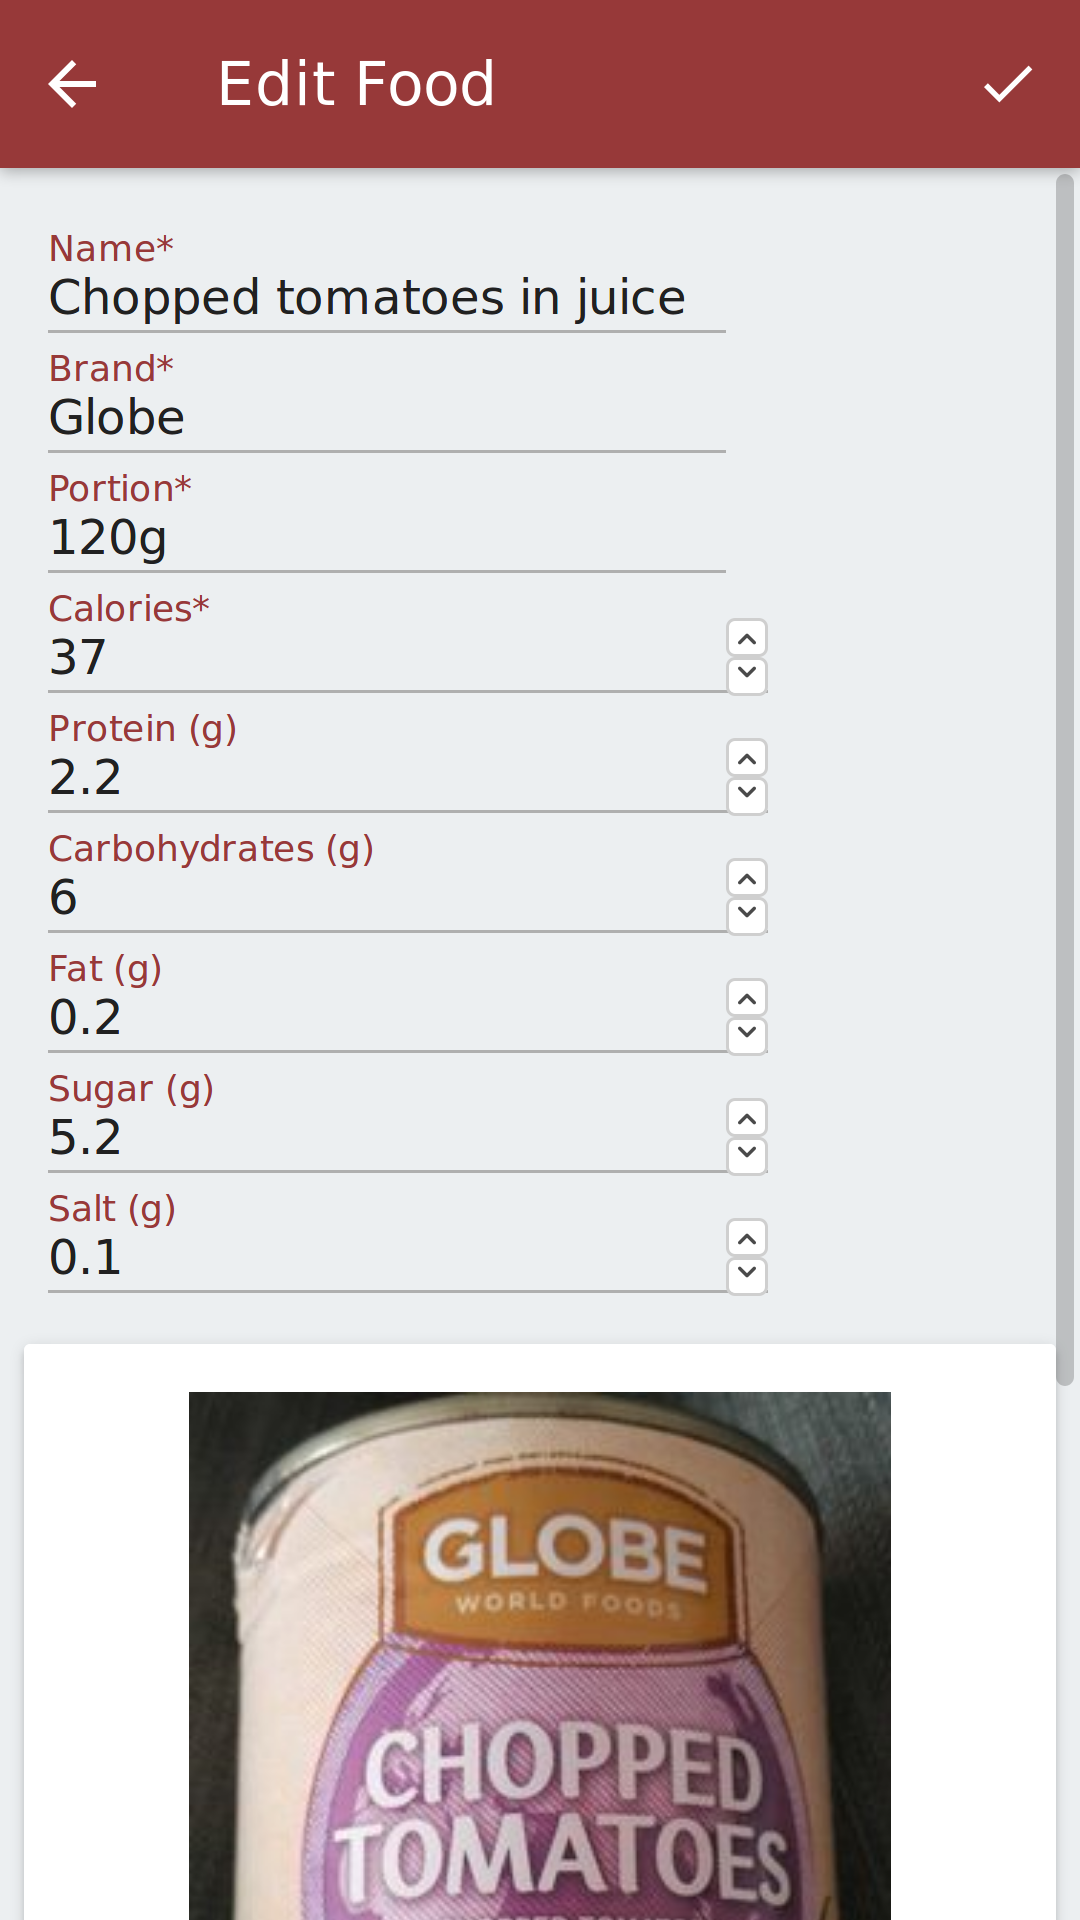 Edit Food
Name*
Chopped tomatoes in juice
Brand*
Globe
Portion*
120g
Calories*
37
Protein (g)
2.2
Carbohydrates (g)
6
Fat (g)
0.2
Sugar (g)
5.2
Salt (g)
0.1
GLOBE
WORLD FOODS
CHOPPED
TOMATOES